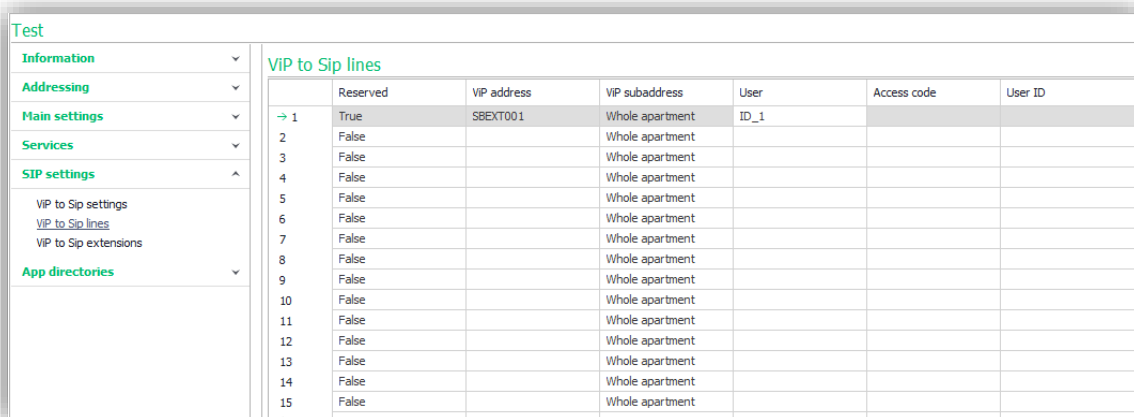 Test
Information
Addressing
Main settings
Services
SIP settings
ViP to Sip settings
ViP to Sip lines
ViP to Sip extensions
App directories
ViP to Sip lines
Reserved ViP address ViP subaddress User Access code User ID
1 True SBEXT001 Whole apartment ID_1
2 False Whole apartment
3 False Whole apartment
4 False Whole apartment
5 False Whole apartment
6 False Whole apartment
7 False Whole apartment
8 False Whole apartment
9 False Whole apartment
10 False Whole apartment
11 False Whole apartment
12 False Whole apartment
13 False Whole apartment
14 False Whole apartment
15 False Whole apartment